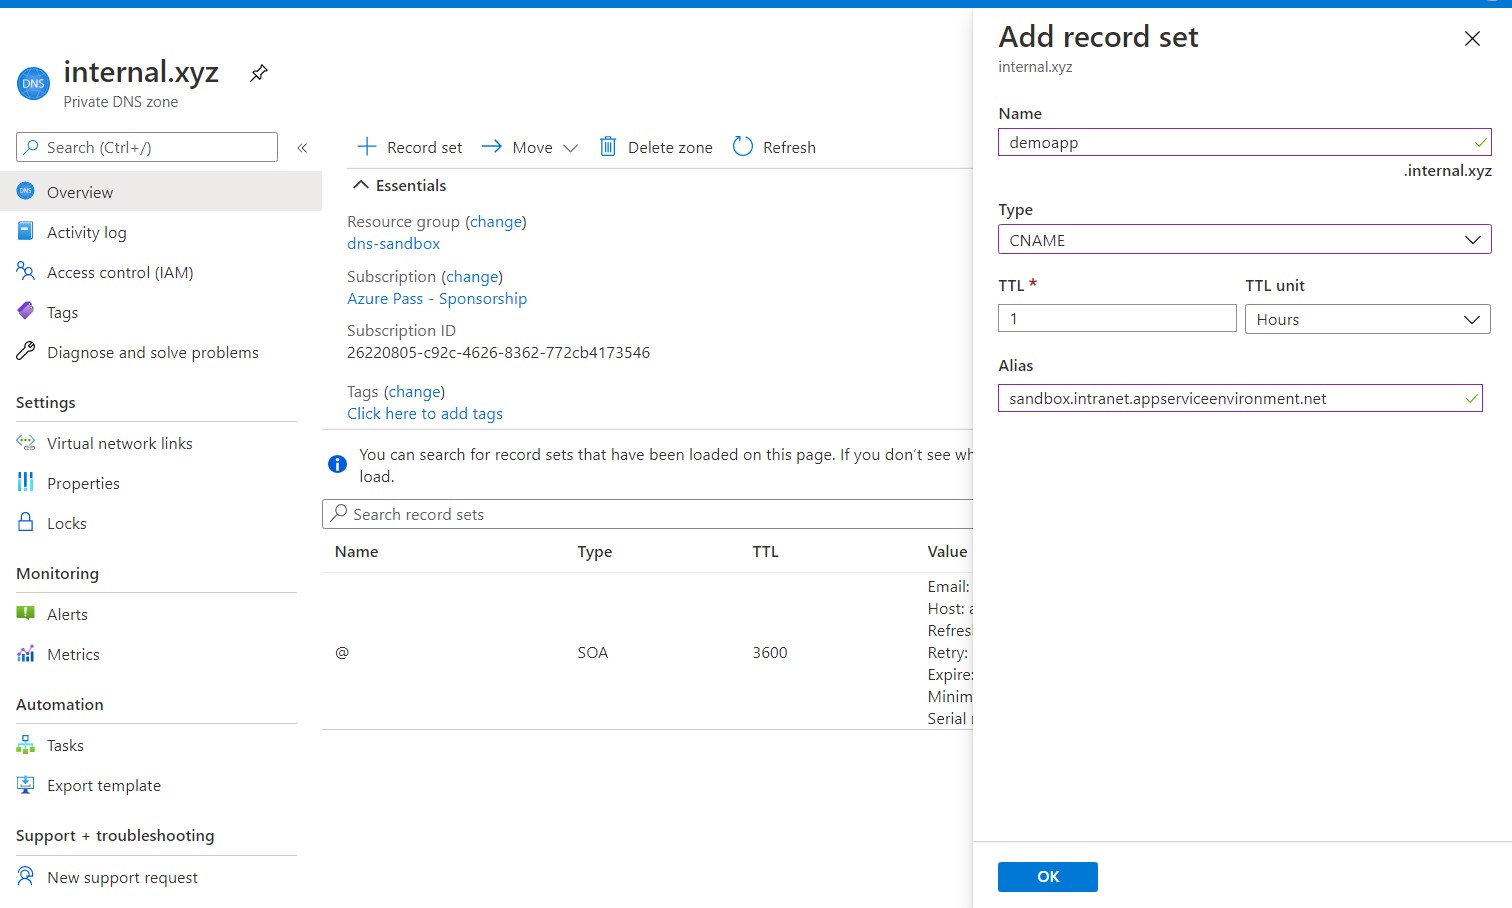 internal.xyz
Private DNS zone
Search (Ctrl+/)
«
Overview
Activity log
Access control (IAM)
Tags
Diagnose and solve problems
Settings
Virtual network links
Properties
Locks
Monitoring
Alerts
Metrics
Automation
Tasks
Export template
Support + troubleshooting
New support request
Record set
Move
Delete zone
Refresh
Essentials
Resource group (change)
dns-sandbox
Subscription (change)
Azure Pass - Sponsorship
Subscription ID
26220805-c92c-4626-8362-772cb4173546
Tags (change)
Click here to add tags
You can search for record sets that have been loaded on this page. If you don't see
load.
Search record sets
Name Type TTL Value
@ SOA 3600
Email:
Host:
Refres
Retry:
Expire:
Minim
Serial
Add record set
internal.xyz
Name
demoapp
.internal.xyz
Type
CNAME
TTL * TTL unit
1 Hours
Alias
sandbox.intranet.appserviceenvironment.net
OK
DNS